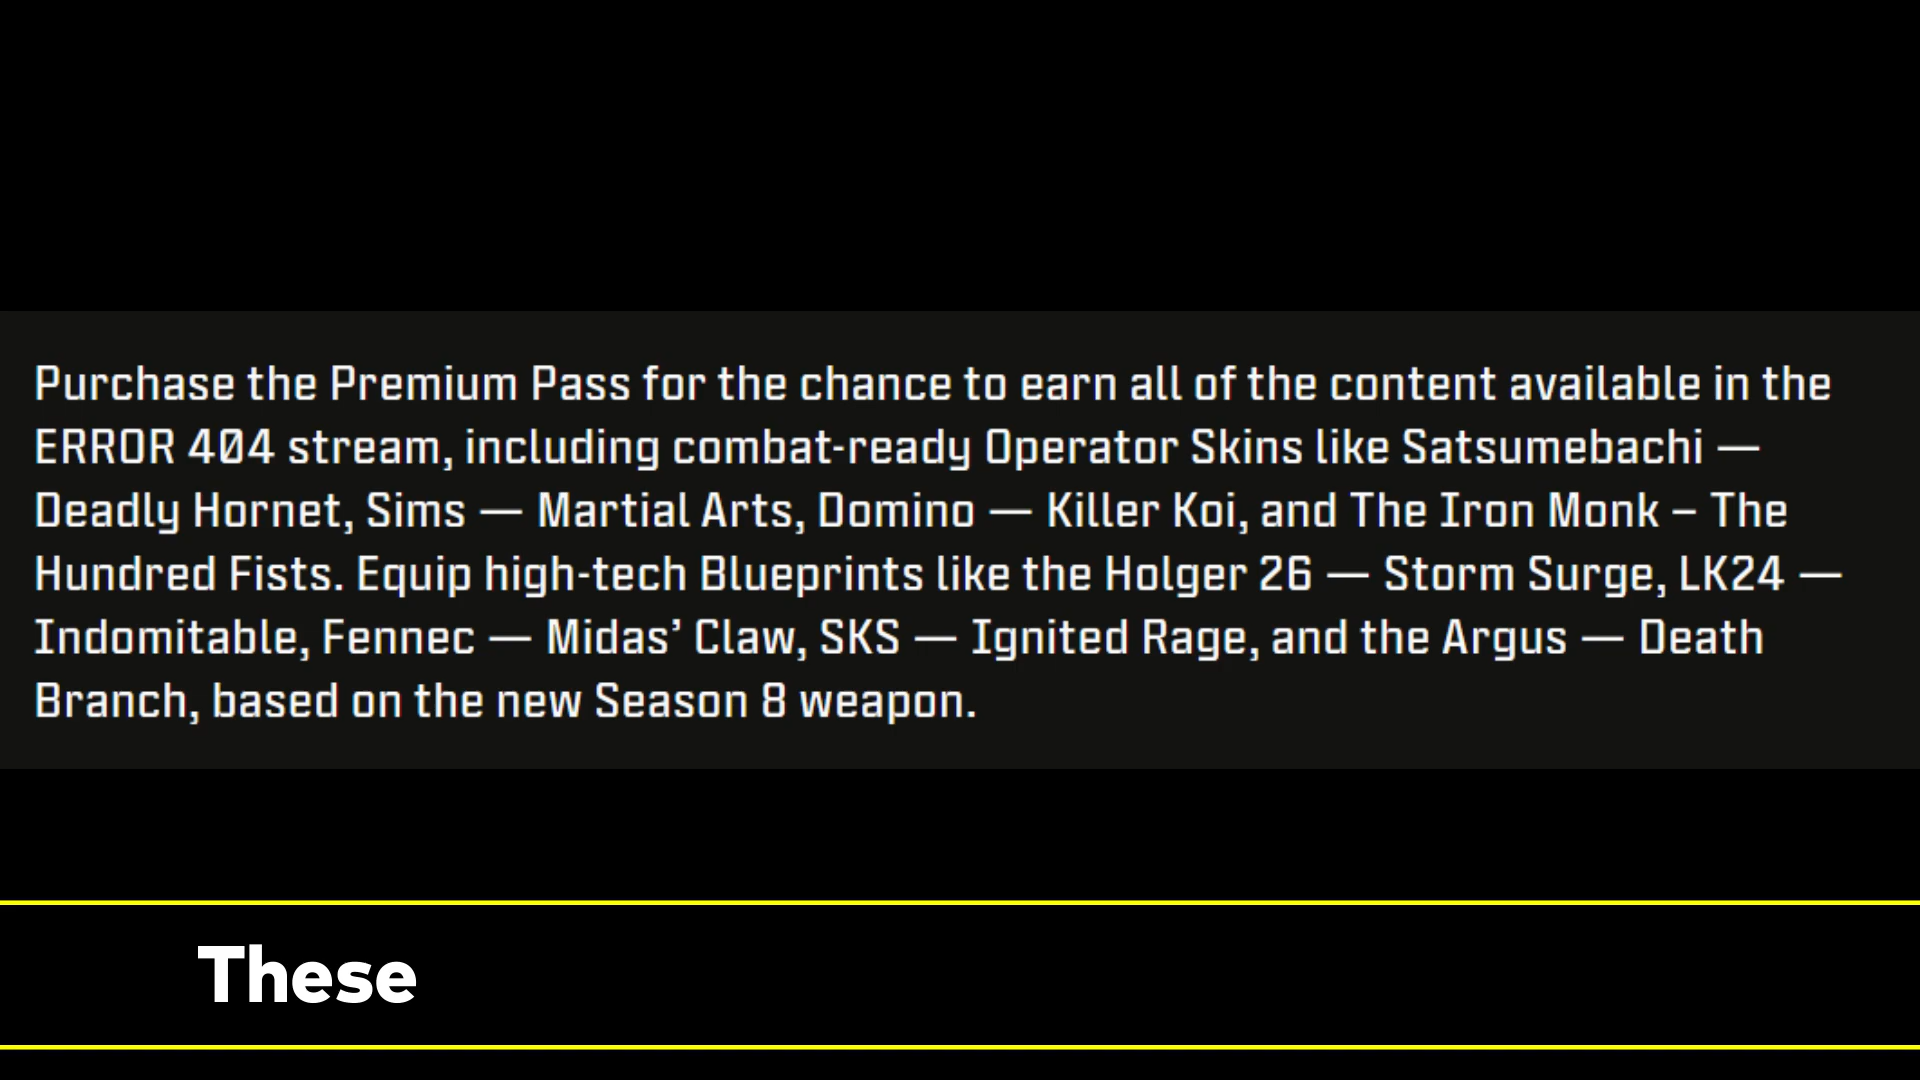 Purchase the Premium Pass for the chance to earn all of the content available in the
ERROR 404 stream, including combat-ready Operator Skins like Satsumebachi —
Deadly Hornet, Sims — Martial Arts, Domino — Killer Koi, and The Iron Monk – The
Hundred Fists. Equip high-tech Blueprints like the Holger 26 — Storm Surge, LK24 —
Indomitable, Fennec — Midas’ Claw, SKS — Ignited Rage, and the Argus — Death
Branch, based on the new Season 8 weapon.
These